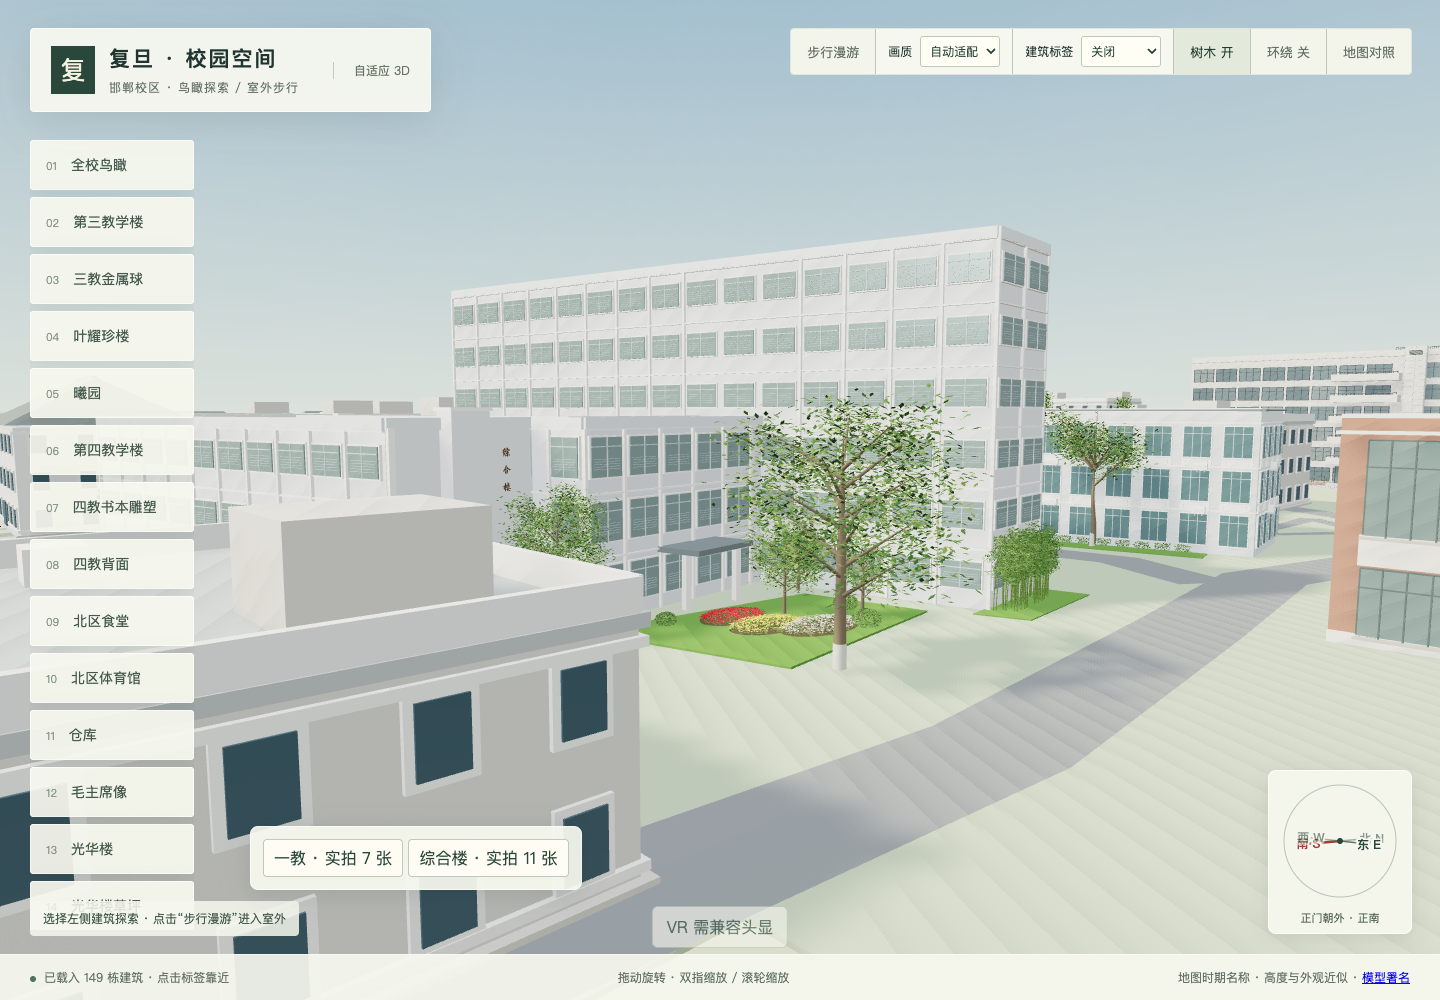 复
复旦 · 校园空间
邯郸校区 · 鸟瞰探索 / 室外步行
自适应 3D
步行漫游
画质
自动适配
建筑标签
关闭
树木 开
环绕 关
地图对照
01 全校鸟瞰
02 第三教学楼
03 三教金属球
04 叶耀珍楼
05 曦园
06 第四教学楼
07 四教书本雕塑
08 四教背面
09 北区食堂
10 北区体育馆
11 仓库
12 毛主席像
13 光华楼
14 光华楼草坪
综合楼
选择左侧建筑探索 · 点击“步行漫游”进入室外
一教 · 实拍 7 张
综合楼 · 实拍 11 张
VR 需兼容头显
西 W
北 N
南 S
东 E
正门朝外 · 正南
已载入 149 栋建筑 · 点击标签靠近
拖动旋转 · 双指缩放 / 滚轮缩放
地图时期名称 · 高度与外观近似 · 模型署名